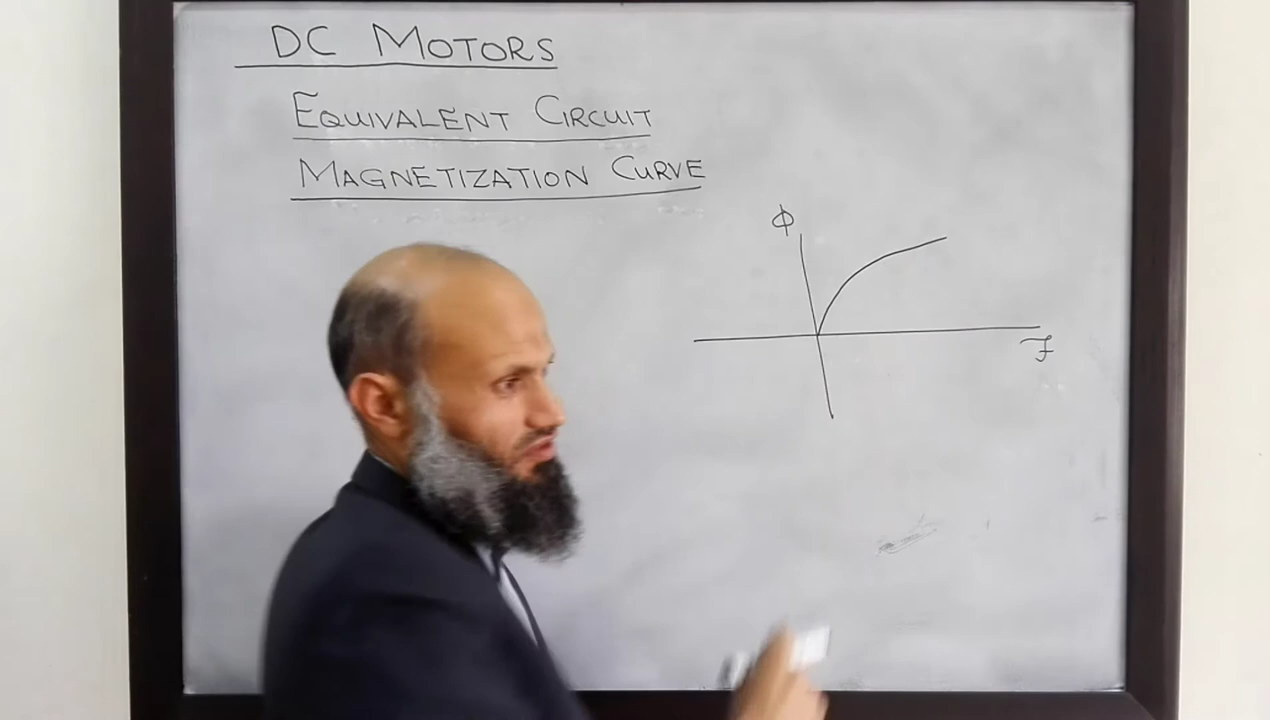 DC MOTORS
EQUIVALENT CIRCUIT
MAGNETIZATION CURVE
Φ
F